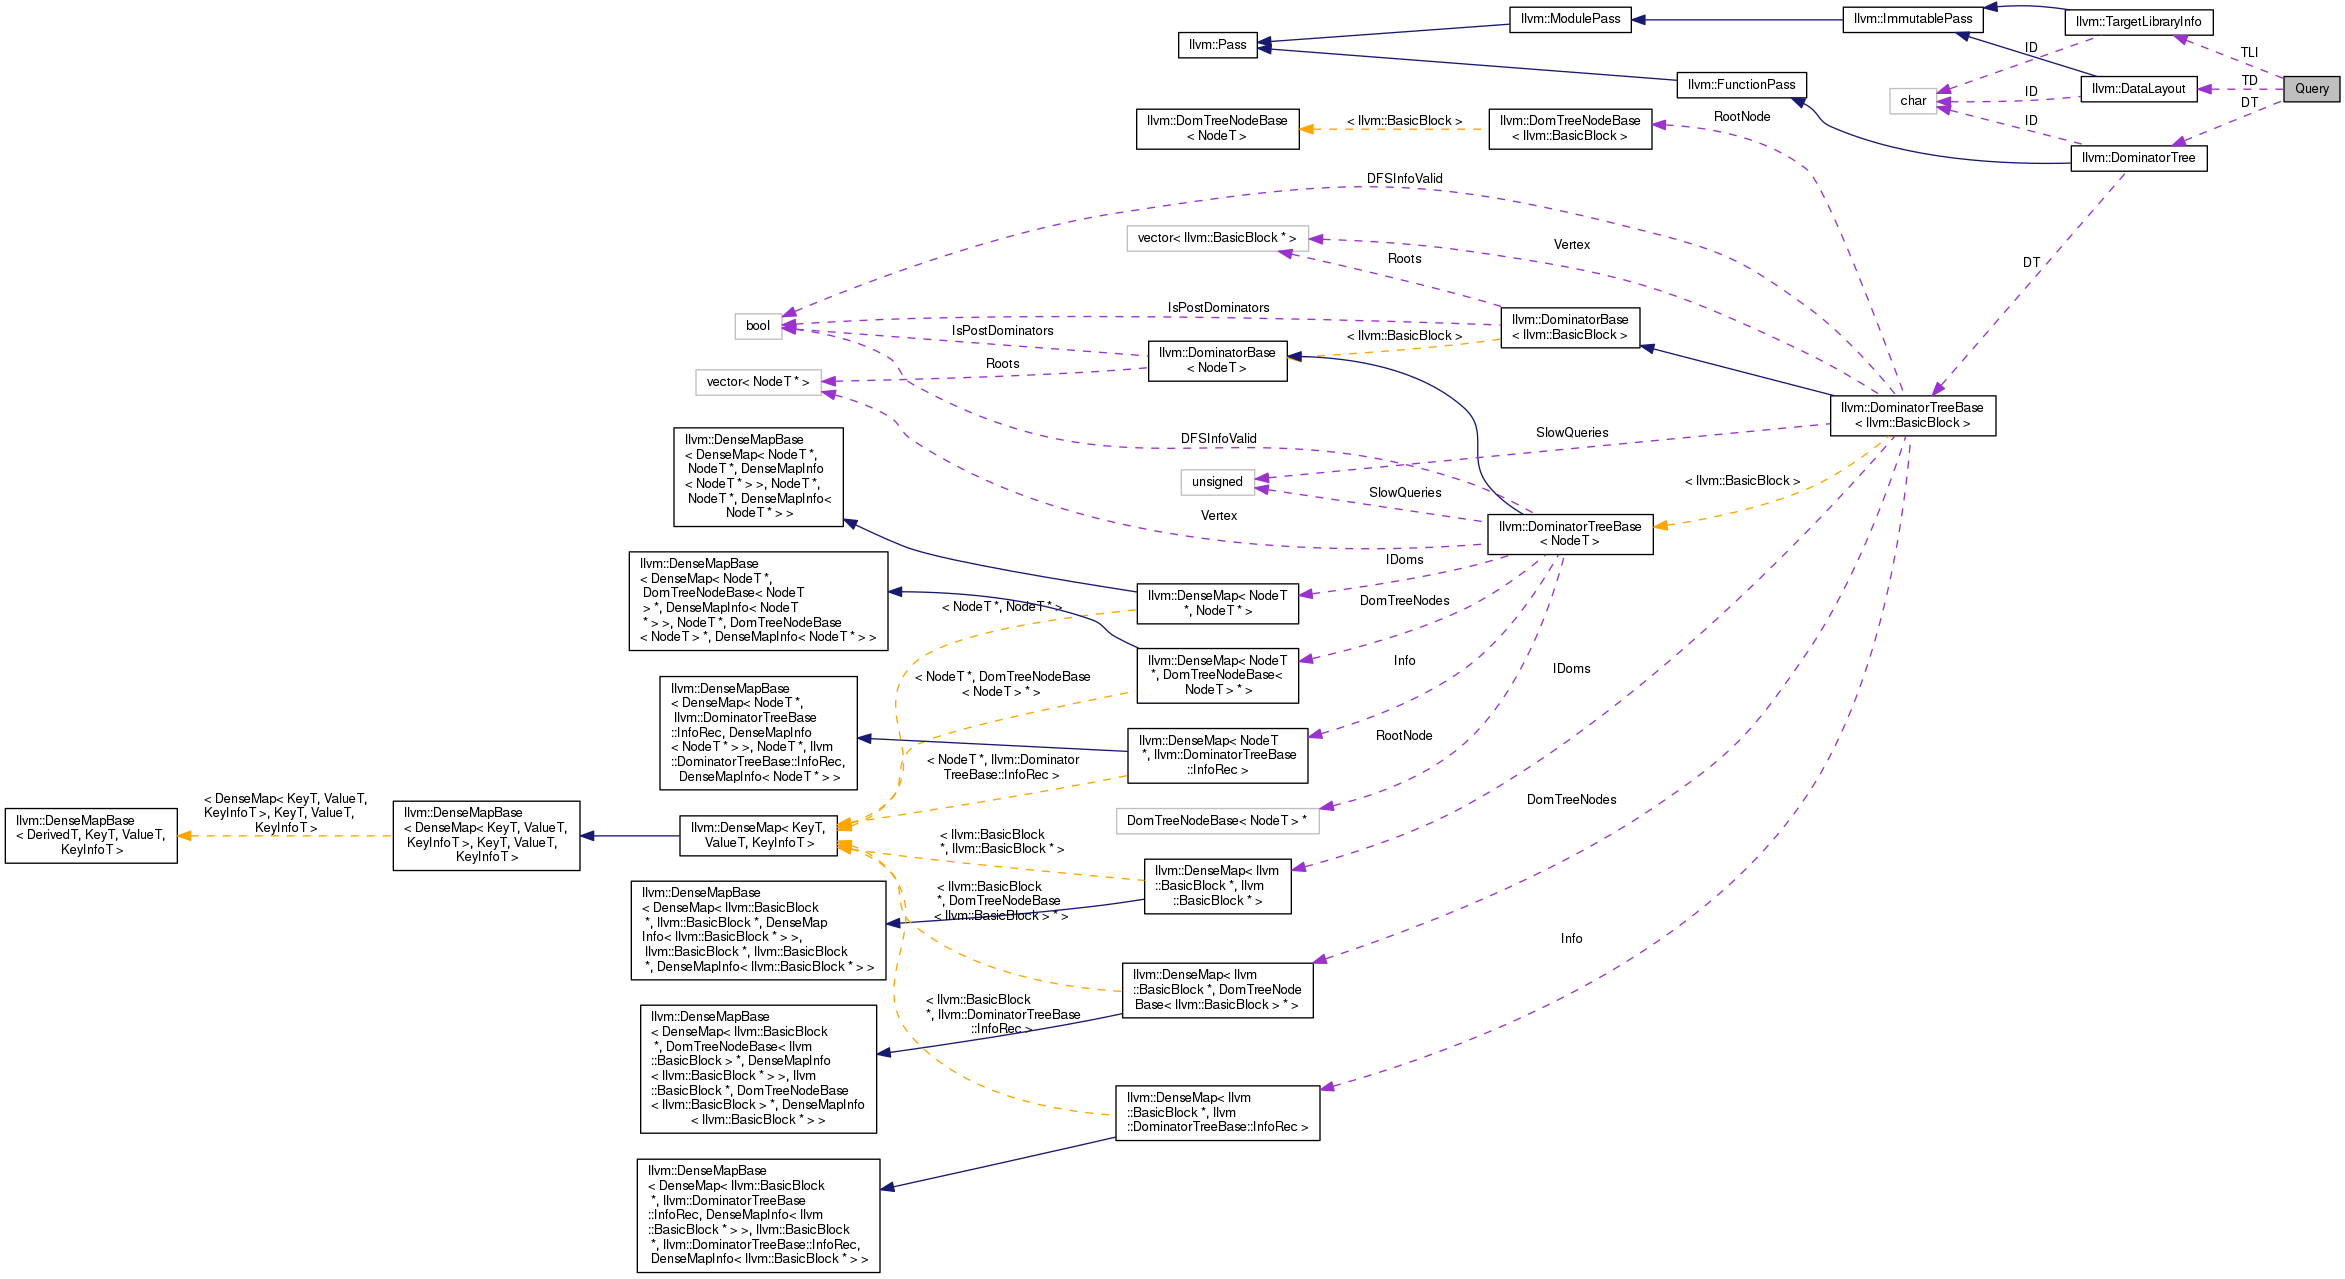 llvm::Pass
llvm::ModulePass
llvm::ImmutablePass
llvm::TargetLibraryInfo
llvm::FunctionPass
ID
TLI
llvm::DataLayout
TD
Query
char
ID
DT
ID
llvm::DominatorTree
llvm::DomTreeNodeBase
< NodeT >
< llvm::BasicBlock >
llvm::DomTreeNodeBase
< llvm::BasicBlock >
RootNode
DFSInfoValid
vector< llvm::BasicBlock * >
Vertex
Roots
DT
IsPostDominators
bool
IsPostDominators
llvm::DominatorBase
< llvm::BasicBlock >
< llvm::BasicBlock >
llvm::DominatorBase
< NodeT >
Roots
vector< NodeT * >
llvm::DominatorTreeBase
< llvm::BasicBlock >
DFSInfoValid
SlowQueries
unsigned
SlowQueries
< llvm::BasicBlock >
Vertex
llvm::DominatorTreeBase
< NodeT >
llvm::DenseMapBase
< DenseMap< NodeT *,
NodeT *, DenseMapInfo
< NodeT * > >, NodeT *,
NodeT *, DenseMapInfo<
NodeT * > >
IDoms
llvm::DenseMapBase
< DenseMap< NodeT *,
DomTreeNodeBase< NodeT
> *, DenseMapInfo< NodeT
* > >, NodeT *, DomTreeNodeBase
< NodeT > *, DenseMapInfo< NodeT * > >
< NodeT *, NodeT * >
llvm::DenseMap< NodeT
*, NodeT * >
DomTreeNodes
< NodeT *, DomTreeNodeBase
< NodeT > * >
llvm::DenseMap< NodeT
*, DomTreeNodeBase<
NodeT > * >
Info
IDoms
llvm::DenseMapBase
< DenseMap< NodeT *,
llvm::DominatorTreeBase
::InfoRec, DenseMapInfo
< NodeT * > >, NodeT *, llvm
::DominatorTreeBase::InfoRec,
DenseMapInfo< NodeT * > >
< NodeT *, llvm::Dominator
TreeBase::InfoRec >
llvm::DenseMap< NodeT
*, llvm::DominatorTreeBase
::InfoRec >
RootNode
DomTreeNodeBase< NodeT > *
DomTreeNodes
llvm::DenseMapBase
< DerivedT, KeyT, ValueT,
KeyInfoT >
< DenseMap< KeyT, ValueT,
KeyInfoT >, KeyT, ValueT,
KeyInfoT >
llvm::DenseMapBase
< DenseMap< KeyT, ValueT,
KeyInfoT >, KeyT, ValueT,
KeyInfoT >
llvm::DenseMap< KeyT,
ValueT, KeyInfoT >
< llvm::BasicBlock
*, llvm::BasicBlock * >
llvm::DenseMap< llvm
::BasicBlock *, llvm
::BasicBlock * >
llvm::DenseMapBase
< DenseMap< llvm::BasicBlock
*, llvm::BasicBlock *, DenseMap
Info< llvm::BasicBlock * > >,
llvm::BasicBlock *, llvm::BasicBlock
*, DenseMapInfo< llvm::BasicBlock * > >
< llvm::BasicBlock
*, DomTreeNodeBase
< llvm::BasicBlock > * >
Info
llvm::DenseMap< llvm
::BasicBlock *, DomTreeNode
Base< llvm::BasicBlock > * >
< llvm::BasicBlock
*, llvm::DominatorTreeBase
::InfoRec >
llvm::DenseMapBase
< DenseMap< llvm::BasicBlock
*, DomTreeNodeBase< llvm
::BasicBlock > *, DenseMapInfo
< llvm::BasicBlock * > >, llvm
::BasicBlock *, DomTreeNodeBase
< llvm::BasicBlock > *, DenseMapInfo
< llvm::BasicBlock * > >
llvm::DenseMap< llvm
::BasicBlock *, llvm
::DominatorTreeBase::InfoRec >
llvm::DenseMapBase
< DenseMap< llvm::BasicBlock
*, llvm::DominatorTreeBase
::InfoRec, DenseMapInfo< llvm
::BasicBlock * > >, llvm::BasicBlock
*, llvm::DominatorTreeBase::InfoRec,
DenseMapInfo< llvm::BasicBlock * > >